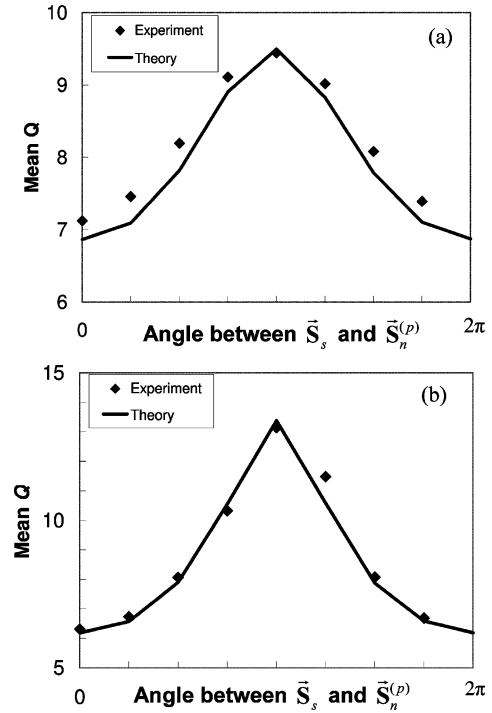 10
(a)
Experiment
Theory
9
8
7
6
Mean Q
0
2π
Angle between S⃗s and S⃗n(p)
15
(b)
Experiment
Theory
10
5
Mean Q
0
2π
Angle between S⃗s and S⃗n(p)